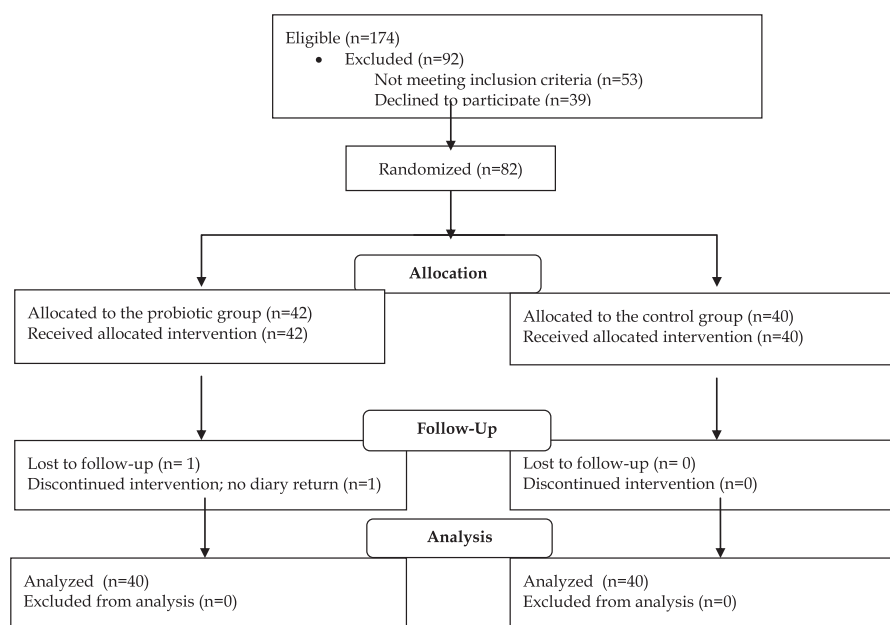 Eligible (n=174)
• Excluded (n=92)
Not meeting inclusion criteria (n=53)
Declined to participate (n=39)
Randomized (n=82)
Allocation
Allocated to the probiotic group (n=42)
Received allocated intervention (n=42)
Allocated to the control group (n=40)
Received allocated intervention (n=40)
Follow-Up
Lost to follow-up (n= 1)
Discontinued intervention; no diary return (n=1)
Lost to follow-up (n= 0)
Discontinued intervention (n=0)
Analysis
Analyzed (n=40)
Excluded from analysis (n=0)
Analyzed (n=40)
Excluded from analysis (n=0)